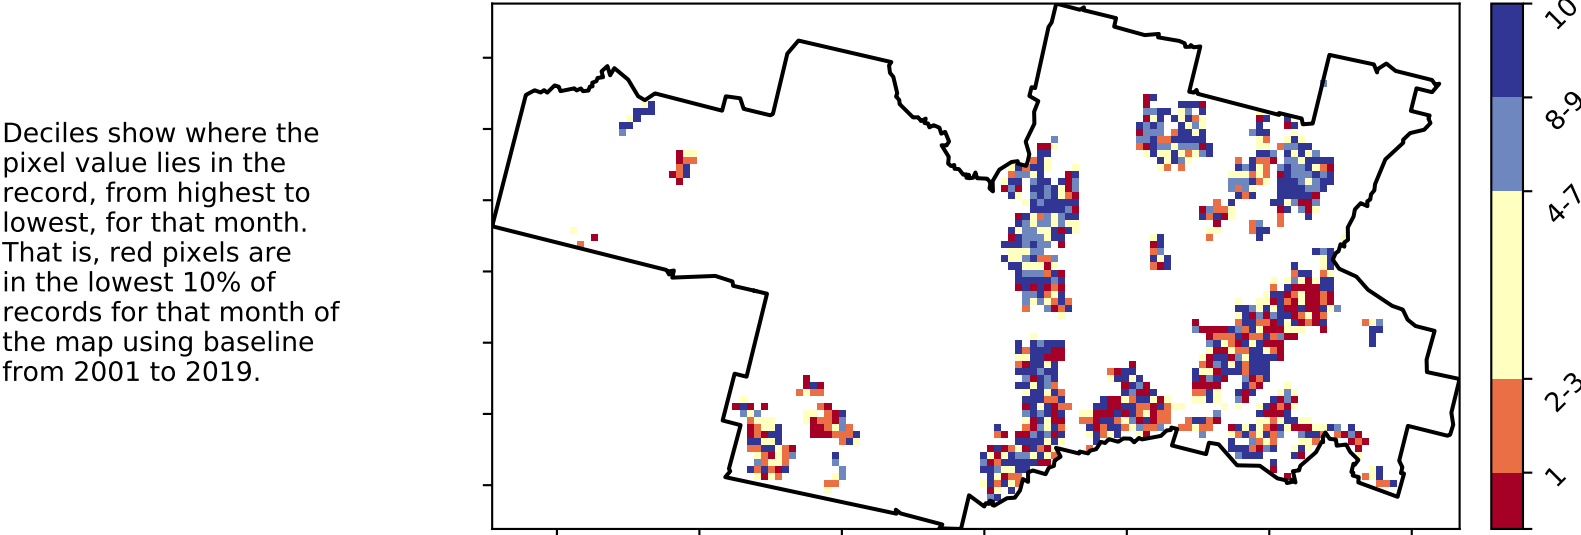 Deciles show where the
pixel value lies in the
record, from highest to
lowest, for that month.
That is, red pixels are
in the lowest 10% of
records for that month of
the map using baseline
from 2001 to 2019.
10
8-9
4-7
2-3
1